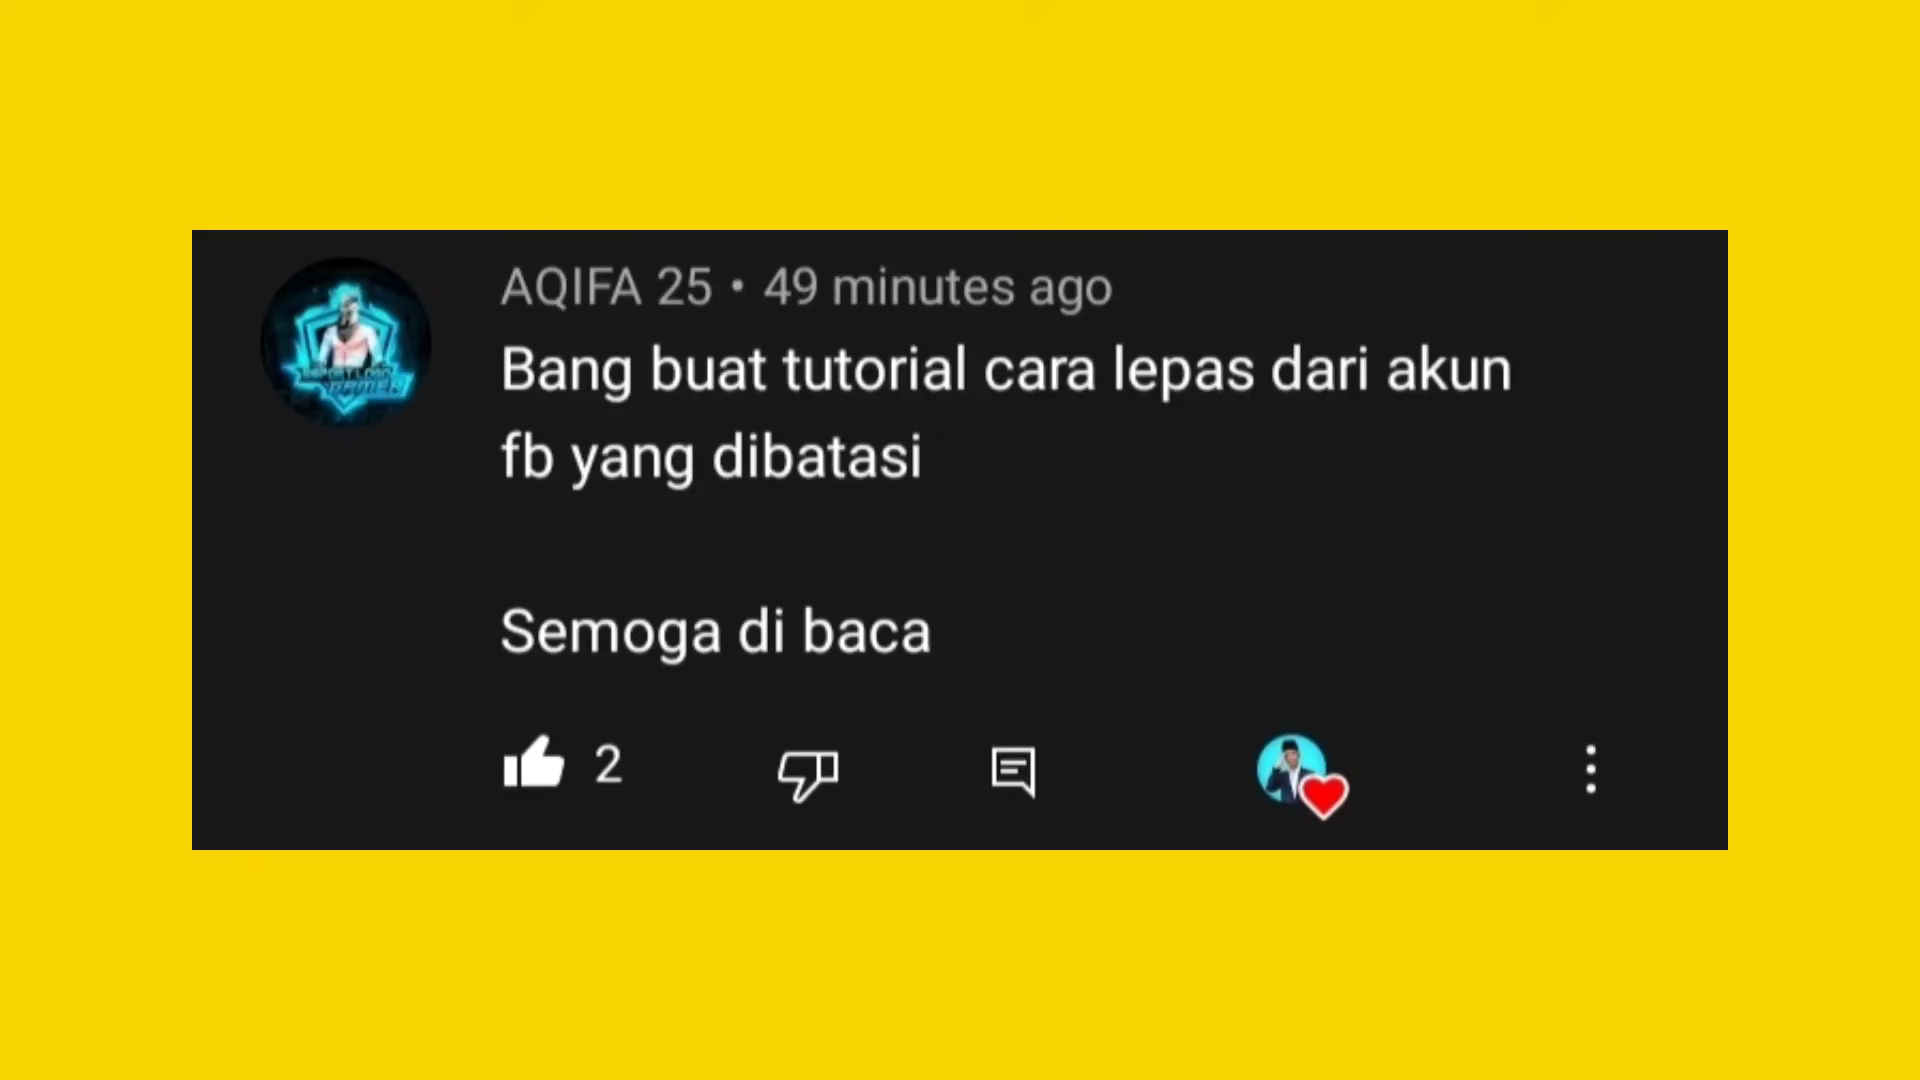 AQIFA 25 • 49 minutes ago
Bang buat tutorial cara lepas dari akun
fb yang dibatasi
Semoga di baca
2